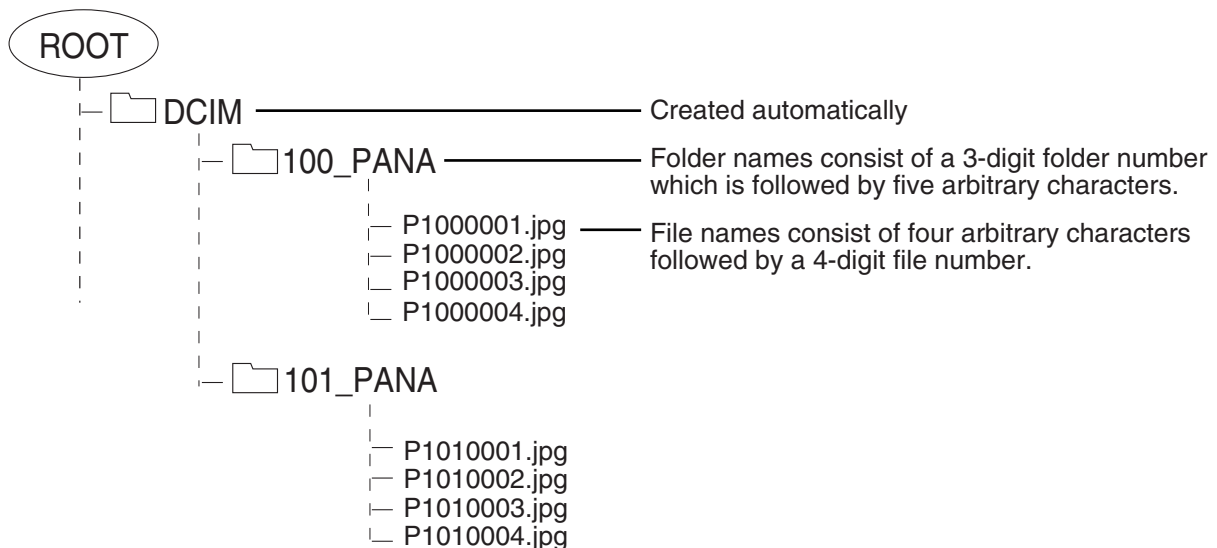 ROOT
DCIM
Created automatically
100_PANA
Folder names consist of a 3-digit folder number
which is followed by five arbitrary characters.
P1000001.jpg
File names consist of four arbitrary characters
followed by a 4-digit file number.
P1000002.jpg
P1000003.jpg
P1000004.jpg
101_PANA
P1010001.jpg
P1010002.jpg
P1010003.jpg
P1010004.jpg